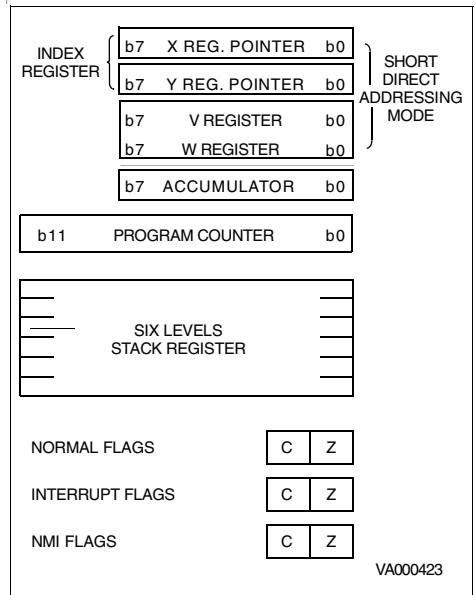 INDEX
REGISTER
b7 X REG. POINTER b0
b7 Y REG. POINTER b0
b7 V REGISTER b0
b7 W REGISTER b0
SHORT
DIRECT
ADDRESSING
MODE
b7 ACCUMULATOR b0
b11 PROGRAM COUNTER b0
SIX LEVELS
STACK REGISTER
NORMAL FLAGS C Z
INTERRUPT FLAGS C Z
NMI FLAGS C Z
VA000423